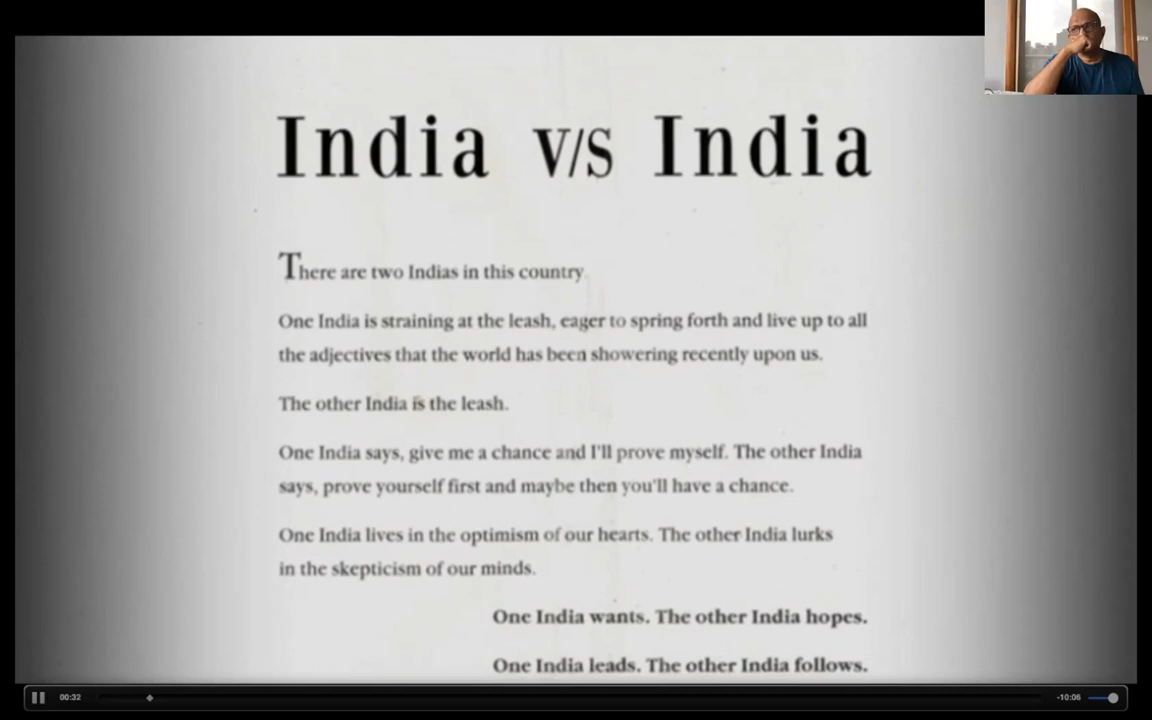 India V/S India
There are two Indias in this country
One India is straining at the leash, eager to spring forth and live up to all
the adjectives that the world has been showering recently upon us.
The other India is the leash.
One India says, give me a chance and I'll prove myself. The other India
says, prove yourself first and maybe then you'll have a chance.
One India lives in the optimism of our hearts. The other India lurks
in the skepticism of our minds.
One India wants. The other India hopes.
One India leads. The other India follows.
00:32
-10:06